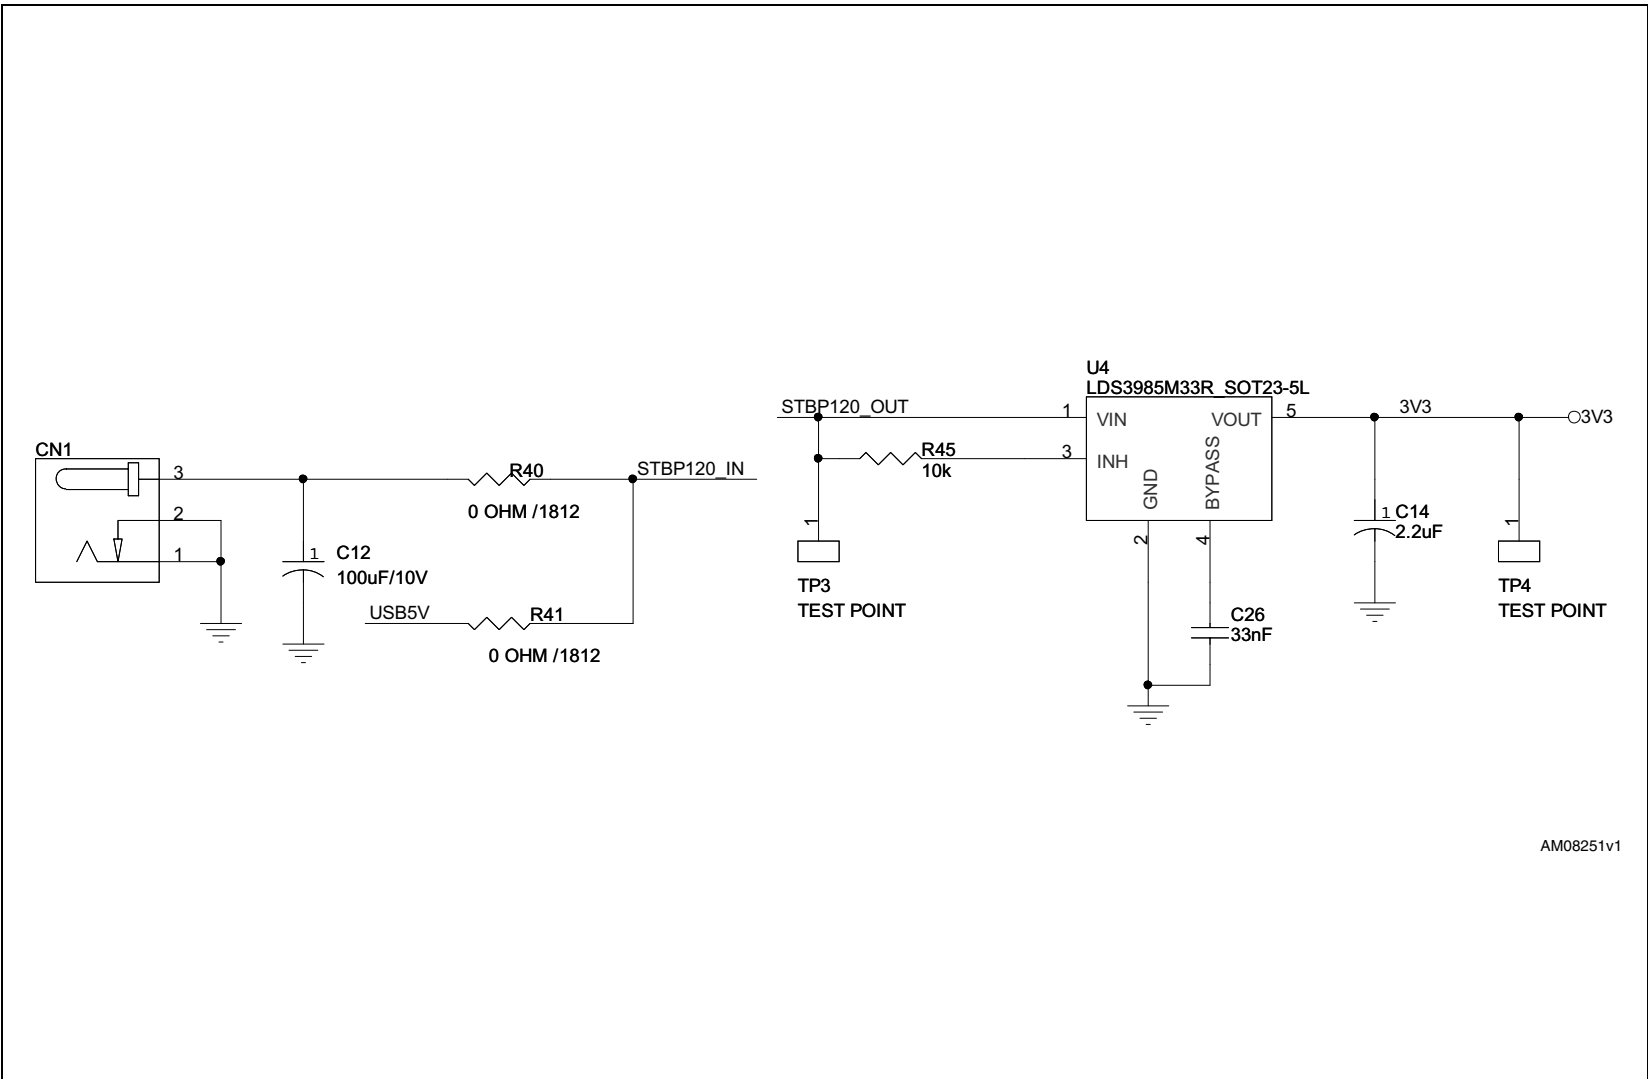 CN1
3
2
1
1 C12
100uF/10V
R40
0 OHM /1812
STBP120_IN
USB5V
R41
0 OHM /1812
STBP120_OUT
R45
10k
1
TP3
TEST POINT
U4
LDS3985M33R_SOT23-5L
1
3
VIN
INH
VOUT
GND
BYPASS
5
2
4
C26
33nF
3V3
1 C14
2.2uF
3V3
1
TP4
TEST POINT
AM08251v1